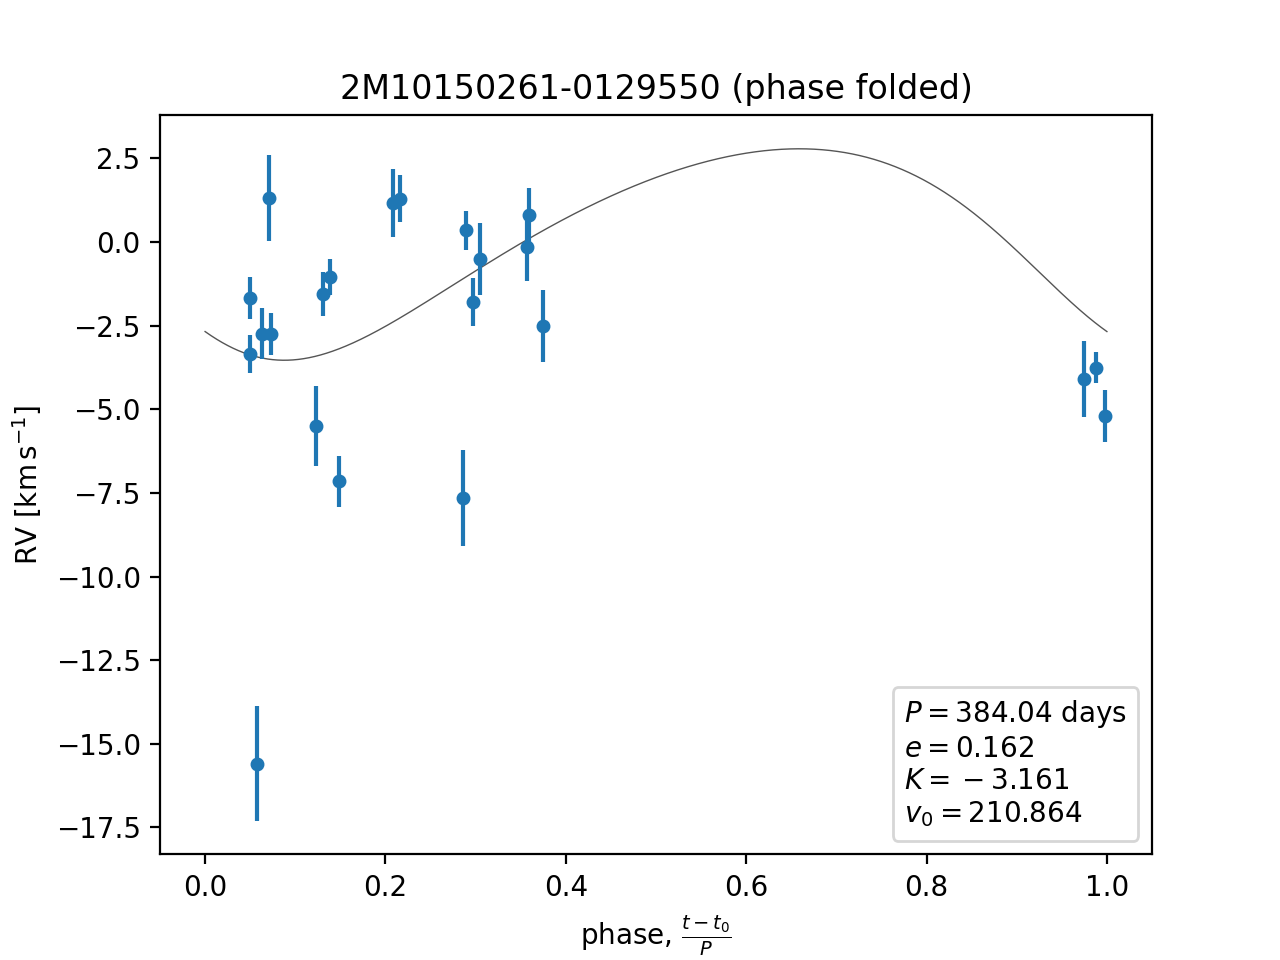 2M10150261-0129550 (phase folded)
RV [km s⁻¹]
2.5
0.0
−2.5
−5.0
−7.5
−10.0
−12.5
−15.0
−17.5
P = 384.04 days
e = 0.162
K = −3.161
v₀ = 210.864
0.0 0.2 0.4 0.6 0.8 1.0
phase, (t − t₀)/P